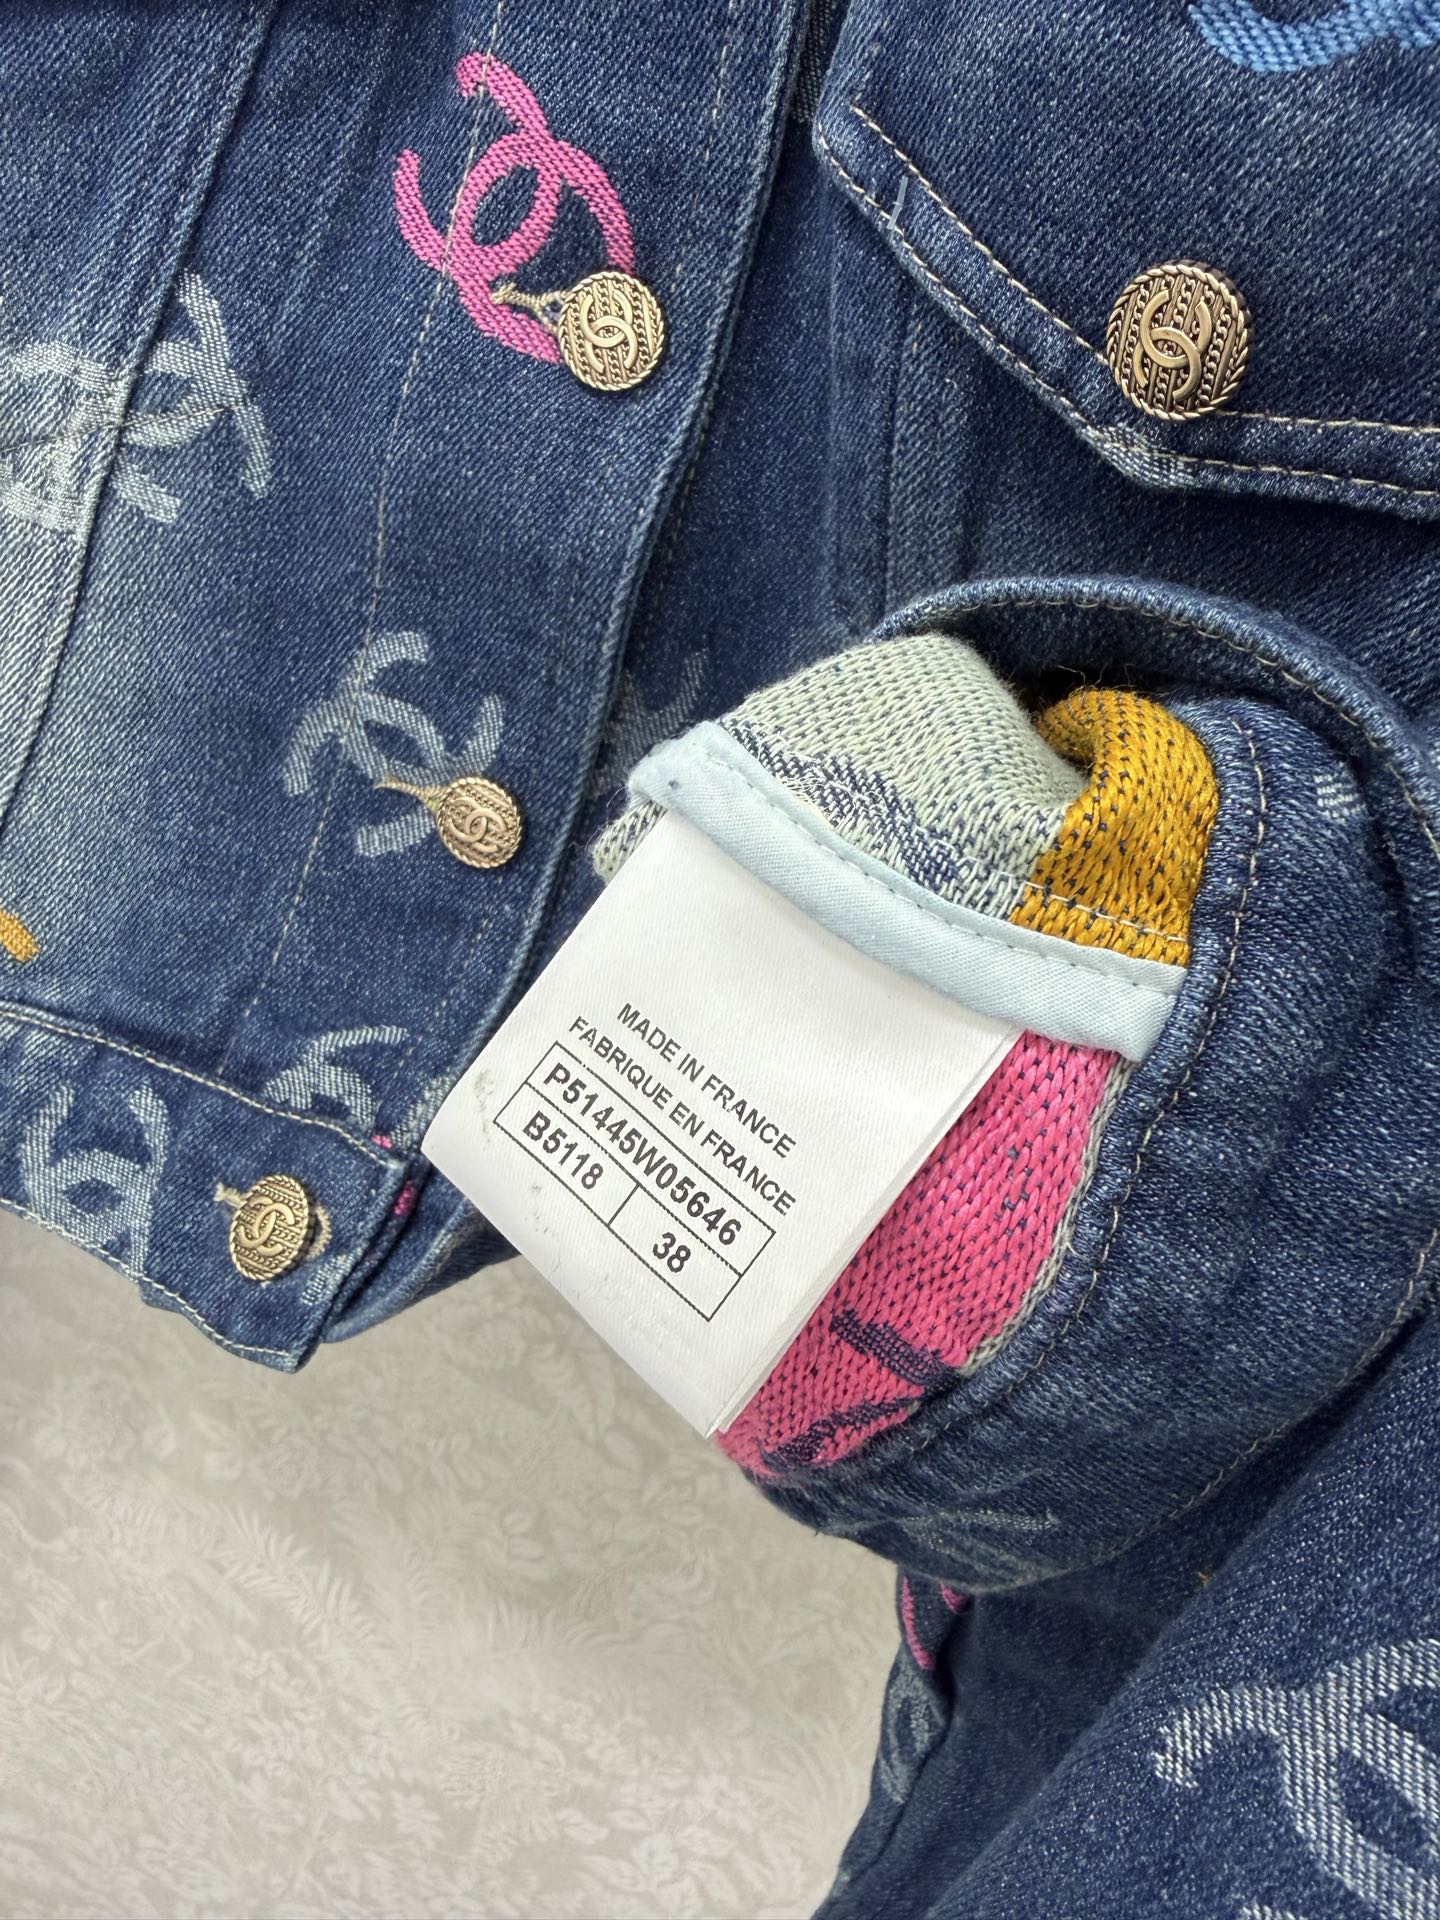 MADE IN FRANCE
FABRIQUE EN FRANCE
P51445W05646
B5118 38